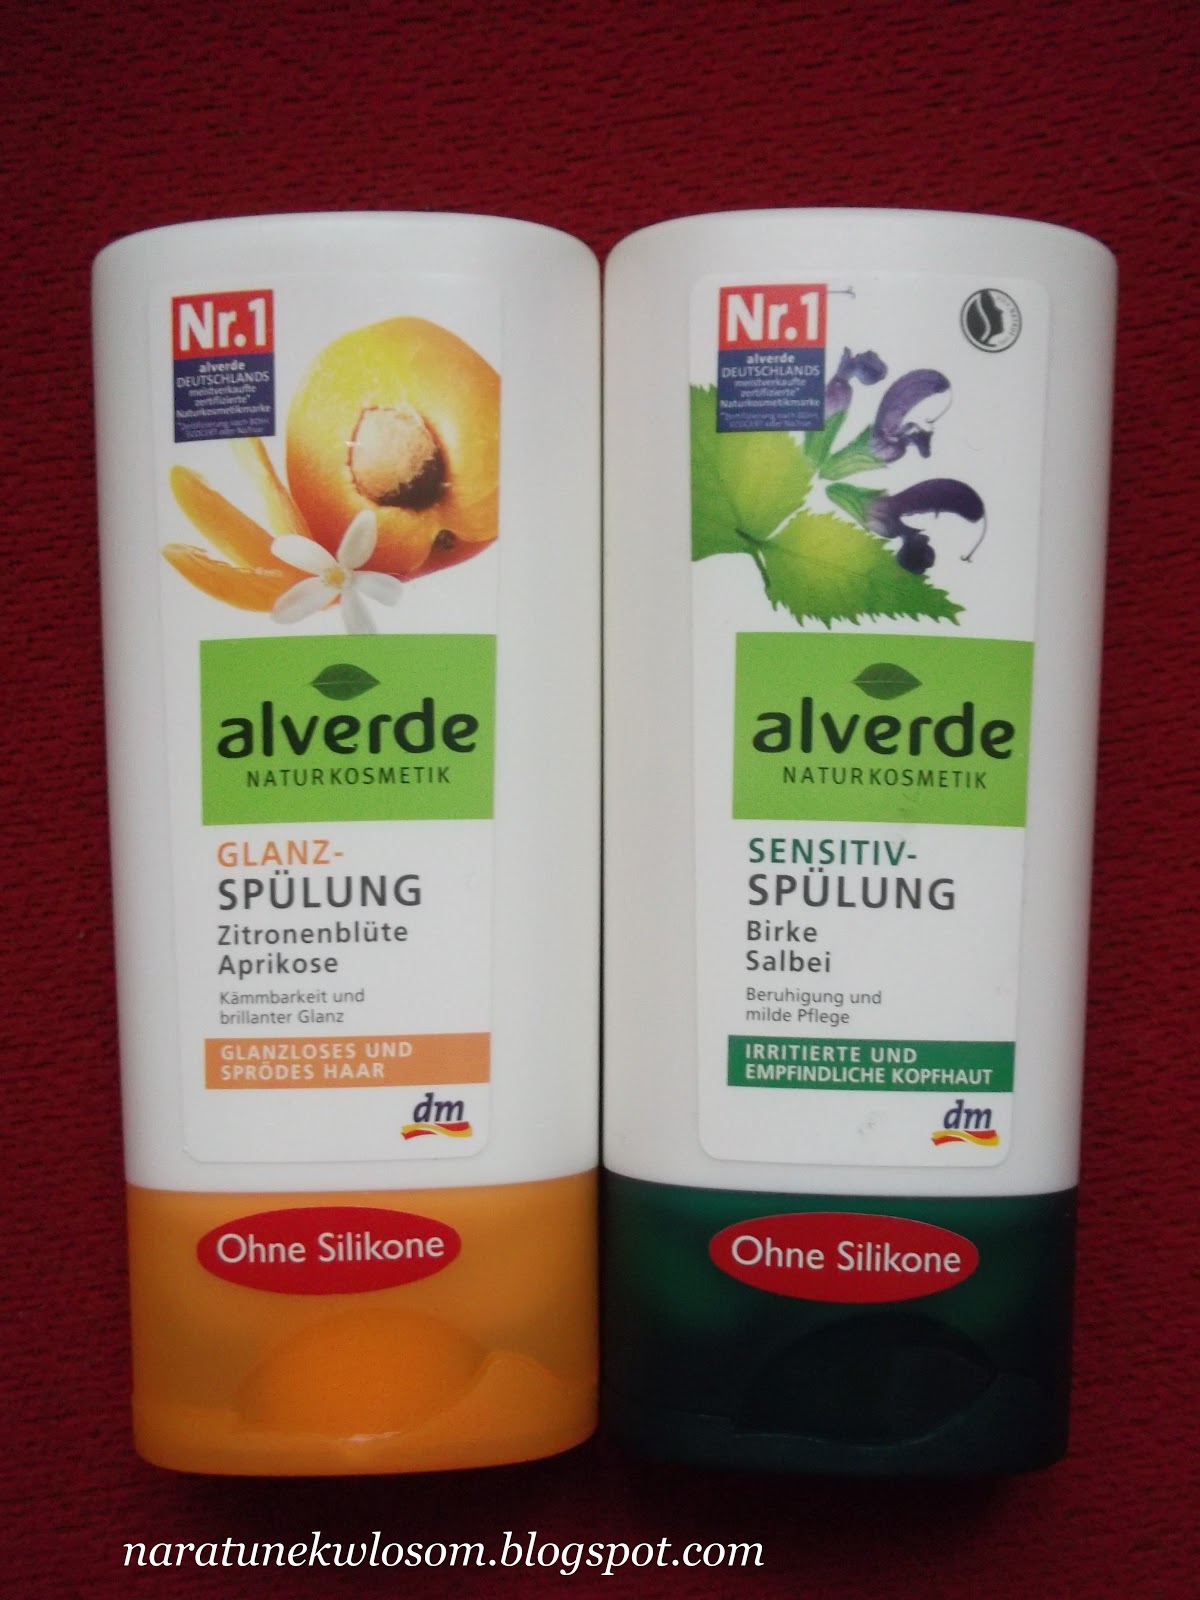 Nr.1
alverde
DEUTSCHLANDS
meistverkaufte
zertifizierte*
Naturkosmetikmarke
alverde
NATURKOSMETIK
GLANZ-
SPÜLUNG
Zitronenblüte
Aprikose
Kämmbarkeit und
brillanter Glanz
GLANZLOSES UND
SPRÖDES HAAR
dm
Ohne Silikone
Nr.1
alverde
DEUTSCHLANDS
meistverkaufte
zertifizierte*
Naturkosmetikmarke
alverde
NATURKOSMETIK
SENSITIV-
SPÜLUNG
Birke
Salbei
Beruhigung und
milde Pflege
IRRITIERTE UND
EMPFINDLICHE KOPFHAUT
dm
Ohne Silikone
naratunekwlosom.blogspot.com